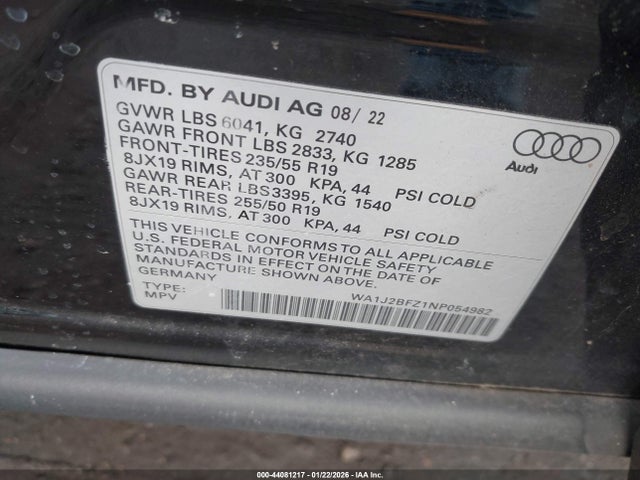 MFD. BY AUDI AG 08/22
GVWR LBS 6041, KG 2740
GAWR FRONT LBS 2833, KG 1285
FRONT-TIRES 235/55 R19
8JX19 RIMS, AT 300 KPA, 44 PSI COLD
GAWR REAR LBS3395, KG 1540
REAR-TIRES 255/50 R19
8JX19 RIMS, AT 300 KPA, 44 PSI COLD
THIS VEHICLE CONFORMS TO ALL APPLICABLE
U.S. FEDERAL MOTOR VEHICLE SAFETY
STANDARDS IN EFFECT ON THE DATE OF
MANUFACTURE SHOWN ABOVE.
GERMANY
TYPE:
MPV
WA1J2BFZ1NP054982
Audi
000-44081217 - 01/22/2026 - IAA Inc.